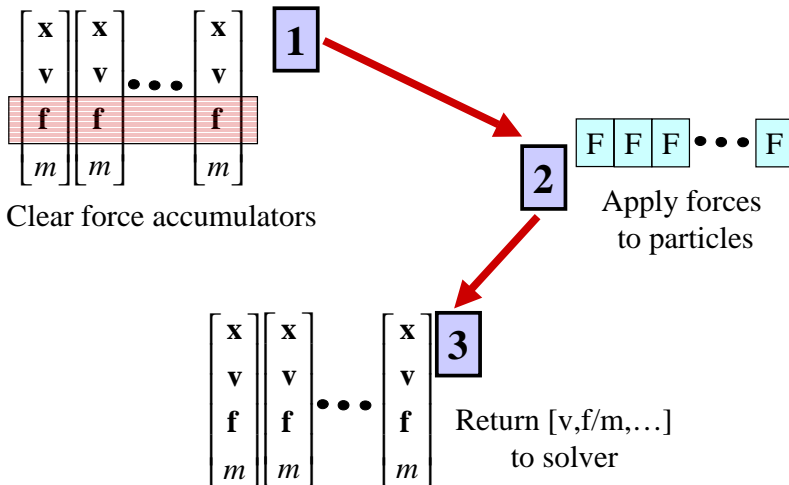 x x x
v v ••• v
f f f
m m m
1
Clear force accumulators
2
F F F ••• F
Apply forces
to particles
3
x x x
v v v
f f ••• f
m m m
Return [v,f/m,…]
to solver